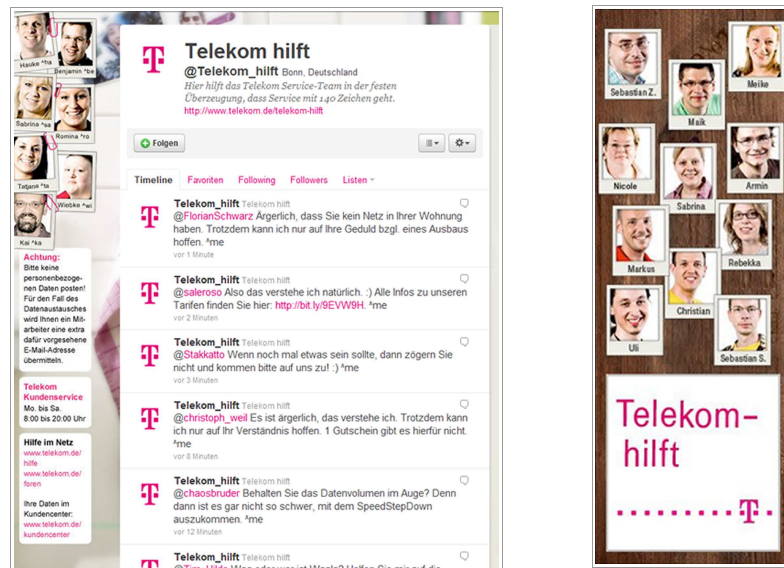 Hauke ^ha
Benjamin ^be
Sabrina ^sa
Romina ^ro
Tatjana ^ta
Wiebke ^wi
Kai ^ka
Achtung:
Bitte keine
personenbezoge-
nen Daten posten!
Für den Fall des
Datenaustausches
wird Ihnen ein Mit-
arbeiter eine extra
dafür vorgesehene
E-Mail-Adresse
übermitteln.
Telekom
Kundenservice
Mo. bis Sa.
8:00 bis 20:00 Uhr
Hilfe im Netz
www.telekom.de/
hilfe
www.telekom.de/
foren
Ihre Daten im
Kundencenter:
www.telekom.de/
kundencenter
T
Telekom hilft
@Telekom_hilft Bonn, Deutschland
Hier hilft das Telekom Service-Team in der festen
Überzeugung, dass Service mit 140 Zeichen geht.
http://www.telekom.de/telekom-hilft
Folgen
Timeline Favoriten Following Followers Listen
Telekom_hilft Telekom hilft
@FlorianSchwarz Ärgerlich, dass Sie kein Netz in Ihrer Wohnung
haben. Trotzdem kann ich nur auf Ihre Geduld bzgl. eines Ausbaus
hoffen. ^me
vor 1 Minute
Telekom_hilft Telekom hilft
@saleroso Also das verstehe ich natürlich. :) Alle Infos zu unseren
Tarifen finden Sie hier: http://bit.ly/9EVW9H. ^me
vor 2 Minuten
Telekom_hilft Telekom hilft
@Stakkatto Wenn noch mal etwas sein sollte, dann zögern Sie
nicht und kommen bitte auf uns zu! :) ^me
vor 3 Minuten
Telekom_hilft Telekom hilft
@christoph_weil Es ist ärgerlich, das verstehe ich. Trotzdem kann
ich nur auf Ihr Verständnis hoffen. 1 Gutschein gibt es hierfür nicht.
^me
vor 8 Minuten
Telekom_hilft Telekom hilft
@chaosbruder Behalten Sie das Datenvolumen im Auge? Denn
dann ist es gar nicht so schwer, mit dem SpeedStepDown
auszukommen. ^me
vor 12 Minuten
Telekom_hilft Telekom hilft
Sebastian Z.
Maik
Meike
Nicole
Sabrina
Armin
Markus
Rebekka
Christian
Uli
Sebastian S.
Telekom-
hilft
T